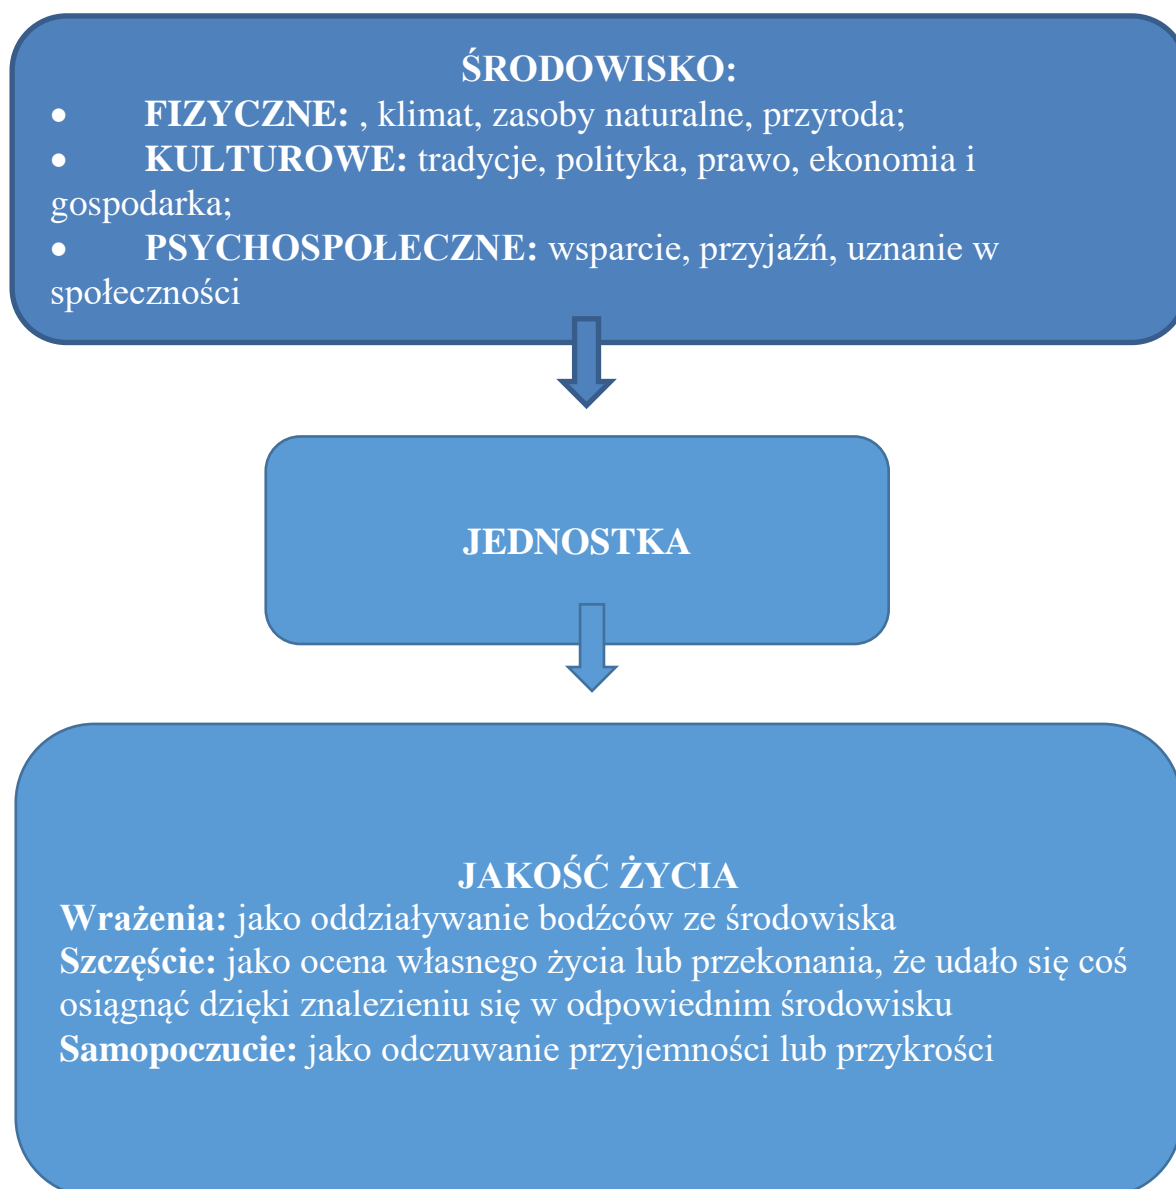 ŚRODOWISKO:
• FIZYCZNE: , klimat, zasoby naturalne, przyroda;
• KULTUROWE: tradycje, polityka, prawo, ekonomia i
gospodarka;
• PSYCHOSPOŁECZNE: wsparcie, przyjaźń, uznanie w
społeczności
JEDNOSTKA
JAKOŚĆ ŻYCIA
Wrażenia: jako oddziaływanie bodźców ze środowiska
Szczęście: jako ocena własnego życia lub przekonania, że udało się coś
osiągnąć dzięki znalezieniu się w odpowiednim środowisku
Samopoczucie: jako odczuwanie przyjemności lub przykrości